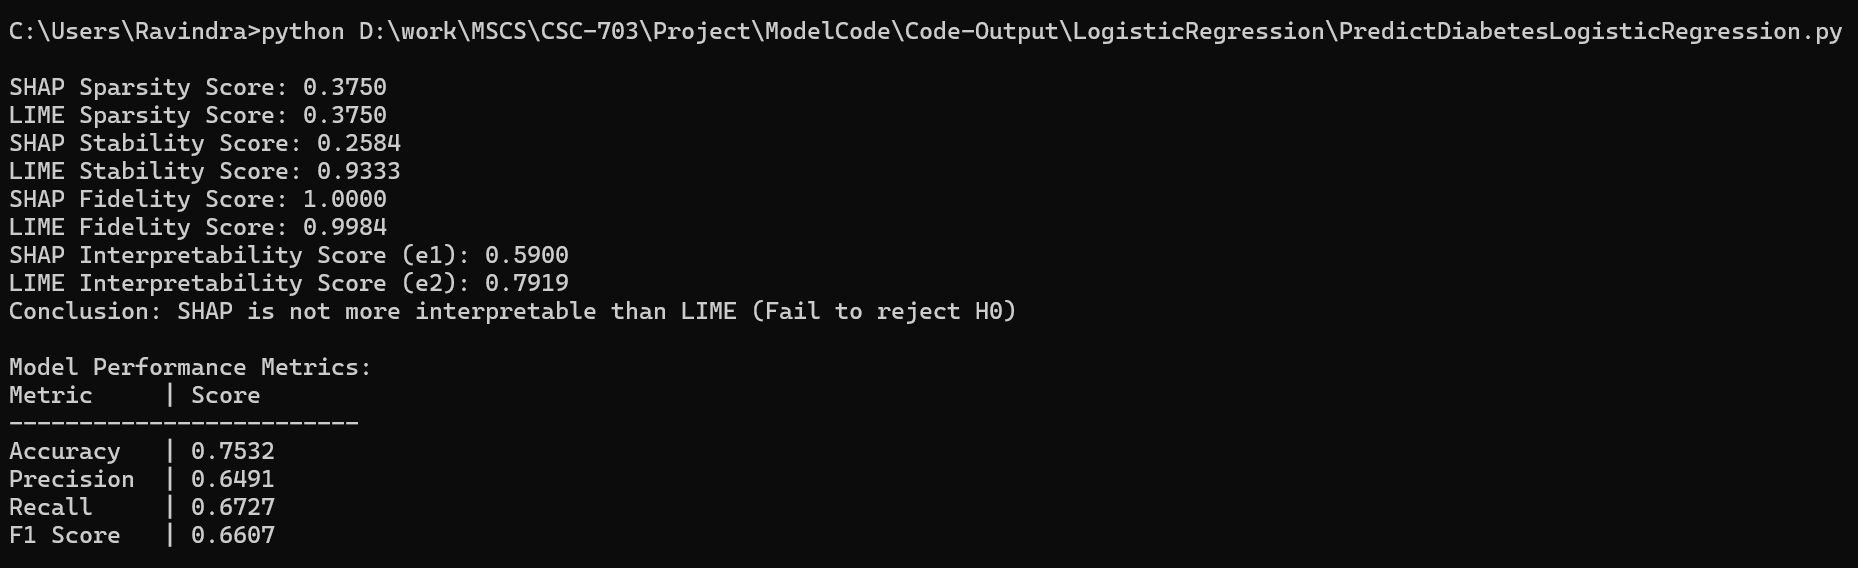 C:\Users\Ravindra>python D:\work\MSCS\CSC-703\Project\ModelCode\Code-Output\LogisticRegression\PredictDiabetesLogisticRegression.py
SHAP Sparsity Score: 0.3750
LIME Sparsity Score: 0.3750
SHAP Stability Score: 0.2584
LIME Stability Score: 0.9333
SHAP Fidelity Score: 1.0000
LIME Fidelity Score: 0.9984
SHAP Interpretability Score (e1): 0.5900
LIME Interpretability Score (e2): 0.7919
Conclusion: SHAP is not more interpretable than LIME (Fail to reject H0)
Model Performance Metrics:
Metric     | Score
-------------------------
Accuracy   | 0.7532
Precision  | 0.6491
Recall     | 0.6727
F1 Score   | 0.6607